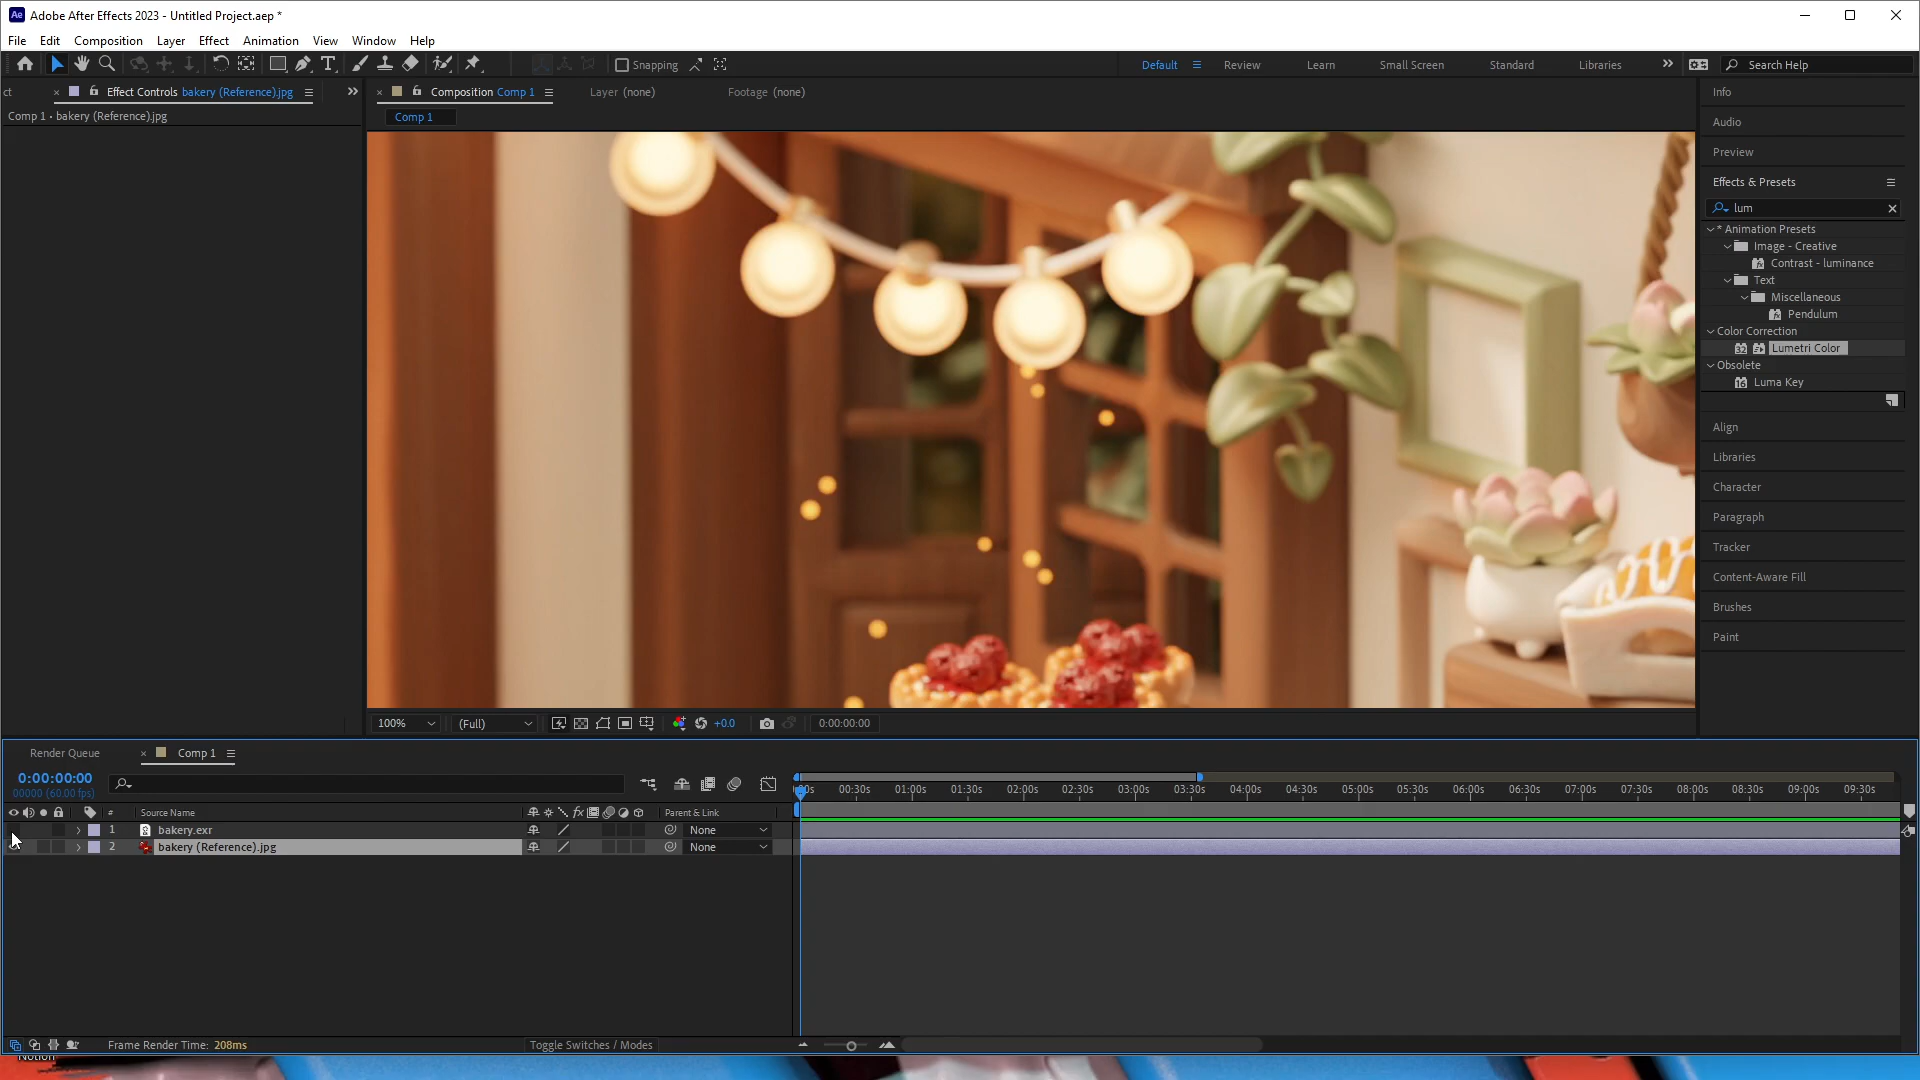 Adobe After Effects 2023 - Untitled Project.aep *
File Edit Composition Layer Effect Animation View Window Help
Snapping
Default Review Learn Small Screen Standard Libraries
Search Help
ct
Effect Controls bakery (Reference).jpg
Comp 1 • bakery (Reference).jpg
Composition Comp 1
Layer (none)
Footage (none)
Comp 1
Info
Audio
Preview
Effects & Presets
lum
* Animation Presets
Image - Creative
Contrast - luminance
Text
Miscellaneous
Pendulum
Color Correction
32 Lumetri Color
Obsolete
16 Luma Key
Align
Libraries
Character
Paragraph
Tracker
Content-Aware Fill
Brushes
Paint
100% (Full) +0.0 0:00:00:00
Render Queue
Comp 1
0:00:00:00
00000 (60.00 fps)
00s 00:30s 01:00s 01:30s 02:00s 02:30s 03:00s 03:30s 04:00s 04:30s 05:00s 05:30s 06:00s 06:30s 07:00s 07:30s 08:00s 08:30s 09:00s 09:30s
# Source Name fx Parent & Link
1 bakery.exr None
2 bakery (Reference).jpg None
Frame Render Time: 208ms
Toggle Switches / Modes
Notion